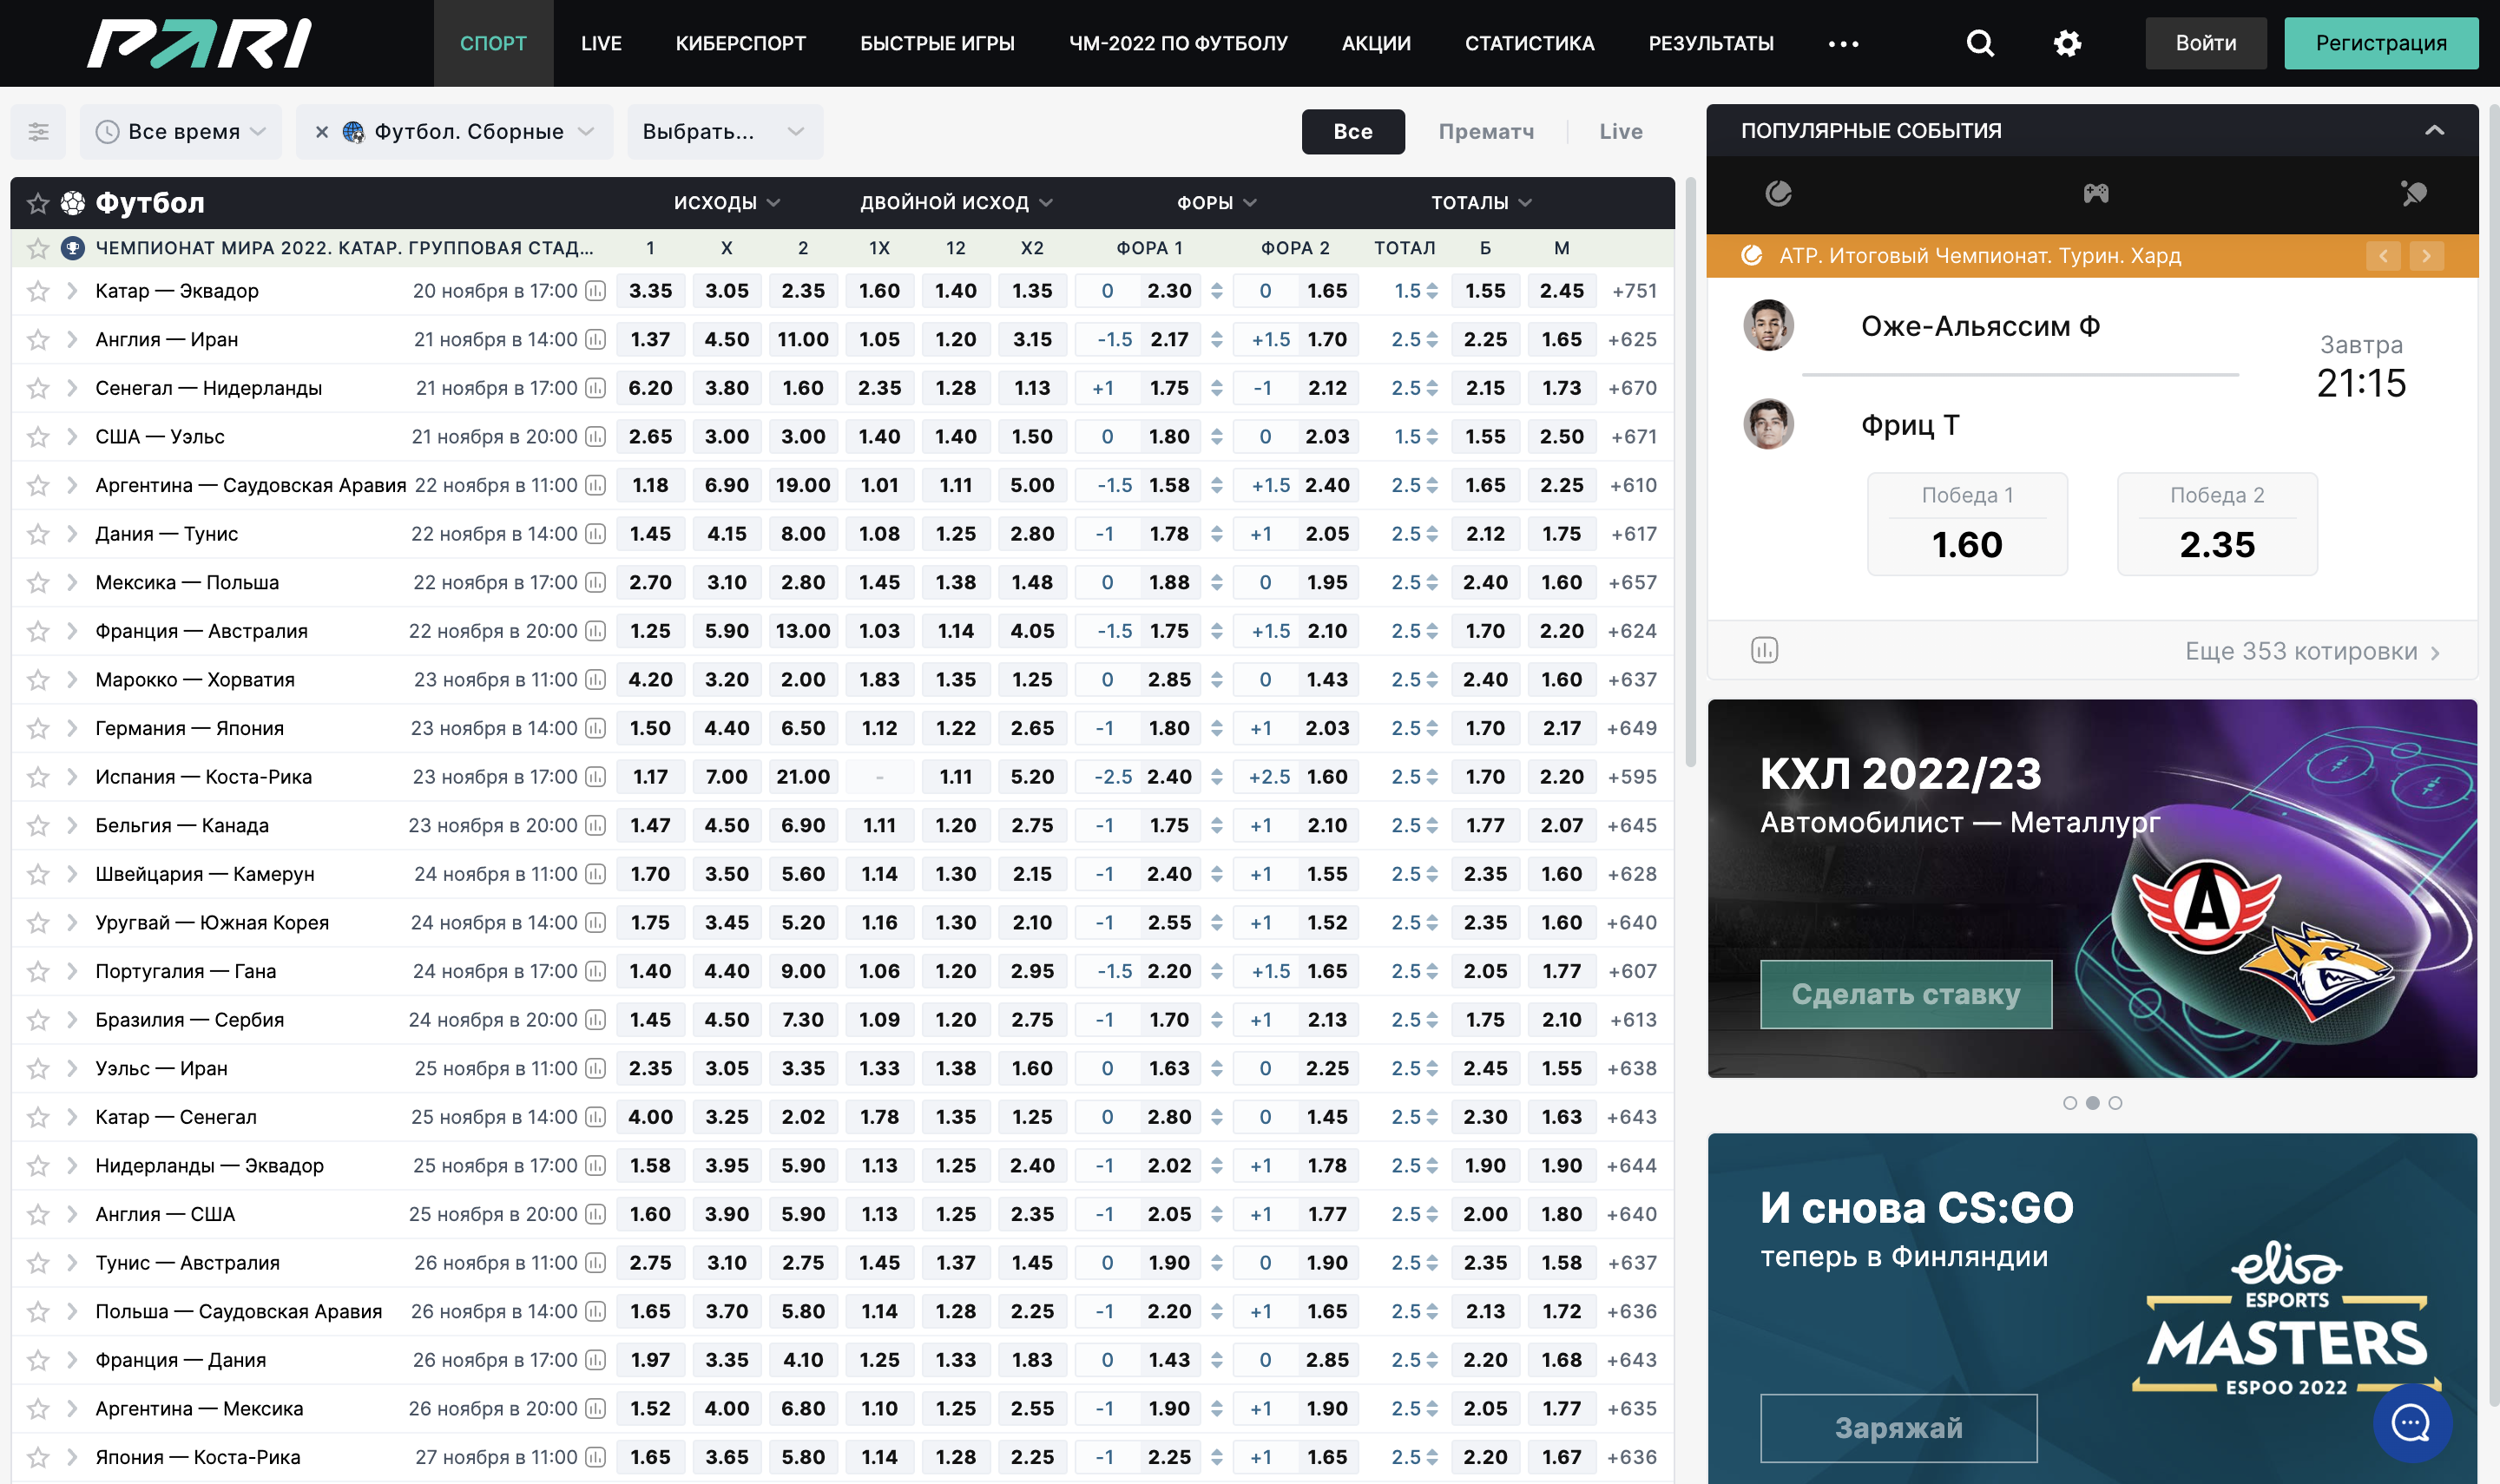 PARI СПОРТ LIVE КИБЕРСПОРТ БЫСТРЫЕ ИГРЫ ЧМ-2022 ПО ФУТБОЛУ АКЦИИ СТАТИСТИКА РЕЗУЛЬТАТЫ Войти Регистрация
Все время Футбол. Сборные Выбрать... Все Прематч Live
Футбол ИСХОДЫ ДВОЙНОЙ ИСХОД ФОРЫ ТОТАЛЫ
ЧЕМПИОНАТ МИРА 2022. КАТАР. ГРУППОВАЯ СТАД... 1 X 2 1X 12 X2 ФОРА 1 ФОРА 2 ТОТАЛ Б М
Катар — Эквадор 20 ноября в 17:00 3.35 3.05 2.35 1.60 1.40 1.35 0 2.30 0 1.65 1.5 1.55 2.45 +751
Англия — Иран 21 ноября в 14:00 1.37 4.50 11.00 1.05 1.20 3.15 -1.5 2.17 +1.5 1.70 2.5 2.25 1.65 +625
Сенегал — Нидерланды 21 ноября в 17:00 6.20 3.80 1.60 2.35 1.28 1.13 +1 1.75 -1 2.12 2.5 2.15 1.73 +670
США — Уэльс 21 ноября в 20:00 2.65 3.00 3.00 1.40 1.40 1.50 0 1.80 0 2.03 1.5 1.55 2.50 +671
Аргентина — Саудовская Аравия 22 ноября в 11:00 1.18 6.90 19.00 1.01 1.11 5.00 -1.5 1.58 +1.5 2.40 2.5 1.65 2.25 +610
Дания — Тунис 22 ноября в 14:00 1.45 4.15 8.00 1.08 1.25 2.80 -1 1.78 +1 2.05 2.5 2.12 1.75 +617
Мексика — Польша 22 ноября в 17:00 2.70 3.10 2.80 1.45 1.38 1.48 0 1.88 0 1.95 2.5 2.40 1.60 +657
Франция — Австралия 22 ноября в 20:00 1.25 5.90 13.00 1.03 1.14 4.05 -1.5 1.75 +1.5 2.10 2.5 1.70 2.20 +624
Марокко — Хорватия 23 ноября в 11:00 4.20 3.20 2.00 1.83 1.35 1.25 0 2.85 0 1.43 2.5 2.40 1.60 +637
Германия — Япония 23 ноября в 14:00 1.50 4.40 6.50 1.12 1.22 2.65 -1 1.80 +1 2.03 2.5 1.70 2.17 +649
Испания — Коста-Рика 23 ноября в 17:00 1.17 7.00 21.00 - 1.11 5.20 -2.5 2.40 +2.5 1.60 2.5 1.70 2.20 +595
Бельгия — Канада 23 ноября в 20:00 1.47 4.50 6.90 1.11 1.20 2.75 -1 1.75 +1 2.10 2.5 1.77 2.07 +645
Швейцария — Камерун 24 ноября в 11:00 1.70 3.50 5.60 1.14 1.30 2.15 -1 2.40 +1 1.55 2.5 2.35 1.60 +628
Уругвай — Южная Корея 24 ноября в 14:00 1.75 3.45 5.20 1.16 1.30 2.10 -1 2.55 +1 1.52 2.5 2.35 1.60 +640
Португалия — Гана 24 ноября в 17:00 1.40 4.40 9.00 1.06 1.20 2.95 -1.5 2.20 +1.5 1.65 2.5 2.05 1.77 +607
Бразилия — Сербия 24 ноября в 20:00 1.45 4.50 7.30 1.09 1.20 2.75 -1 1.70 +1 2.13 2.5 1.75 2.10 +613
Уэльс — Иран 25 ноября в 11:00 2.35 3.05 3.35 1.33 1.38 1.60 0 1.63 0 2.25 2.5 2.45 1.55 +638
Катар — Сенегал 25 ноября в 14:00 4.00 3.25 2.02 1.78 1.35 1.25 0 2.80 0 1.45 2.5 2.30 1.63 +643
Нидерланды — Эквадор 25 ноября в 17:00 1.58 3.95 5.90 1.13 1.25 2.40 -1 2.02 +1 1.78 2.5 1.90 1.90 +644
Англия — США 25 ноября в 20:00 1.60 3.90 5.90 1.13 1.25 2.35 -1 2.05 +1 1.77 2.5 2.00 1.80 +640
Тунис — Австралия 26 ноября в 11:00 2.75 3.10 2.75 1.45 1.37 1.45 0 1.90 0 1.90 2.5 2.35 1.58 +637
Польша — Саудовская Аравия 26 ноября в 14:00 1.65 3.70 5.80 1.14 1.28 2.25 -1 2.20 +1 1.65 2.5 2.13 1.72 +636
Франция — Дания 26 ноября в 17:00 1.97 3.35 4.10 1.25 1.33 1.83 0 1.43 0 2.85 2.5 2.20 1.68 +643
Аргентина — Мексика 26 ноября в 20:00 1.52 4.00 6.80 1.10 1.25 2.55 -1 1.90 +1 1.90 2.5 2.05 1.77 +635
Япония — Коста-Рика 27 ноября в 11:00 1.65 3.65 5.80 1.14 1.28 2.25 -1 2.25 +1 1.65 2.5 2.20 1.67 +636
ПОПУЛЯРНЫЕ СОБЫТИЯ
ATP. Итоговый Чемпионат. Турин. Хард
Оже-Альяссим Ф
Завтра
21:15
Фриц Т
Победа 1 Победа 2
1.60 2.35
Еще 353 котировки
КХЛ 2022/23
Автомобилист — Металлург
А
Сделать ставку
И снова CS:GO
теперь в Финляндии
elisa
ESPORTS
MASTERS
ESPOO 2022
Заряжай